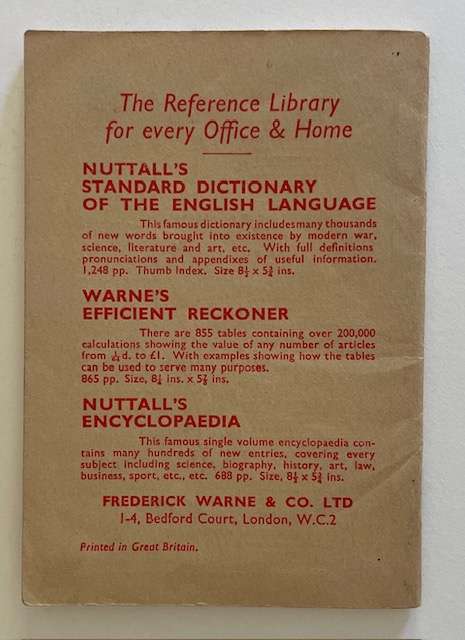 The Reference Library
for every Office & Home
NUTTALL'S
STANDARD DICTIONARY
OF THE ENGLISH LANGUAGE
This famous dictionary includes many thousands
of new words brought into existence by modern war,
science, literature and art, etc. With full definitions
pronunciations and appendixes of useful information.
1,248 pp. Thumb Index. Size 8½ x 5¾ ins.
WARNE'S
EFFICIENT RECKONER
There are 855 tables containing over 200,000
calculations showing the value of any number of articles
from d. to £1. With examples showing how the tables
can be used to serve many purposes.
865 pp. Size, ins. x ins.
NUTTALL'S
ENCYCLOPAEDIA
This famous single volume encyclopaedia con-
tains many hundreds of new entries, covering every
subject including science, biography, history, art, law,
business, sport, etc., etc. 688 pp. Size, 8½ x 5¾ ins.
FREDERICK WARNE & CO. LTD
1-4, Bedford Court, London, W.C.2
Printed in Great Britain.